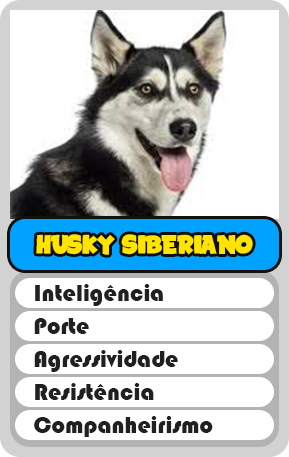 HUSKY SIBERIANO
Inteligência
Porte
Agressividade
Resistência
Companheirismo